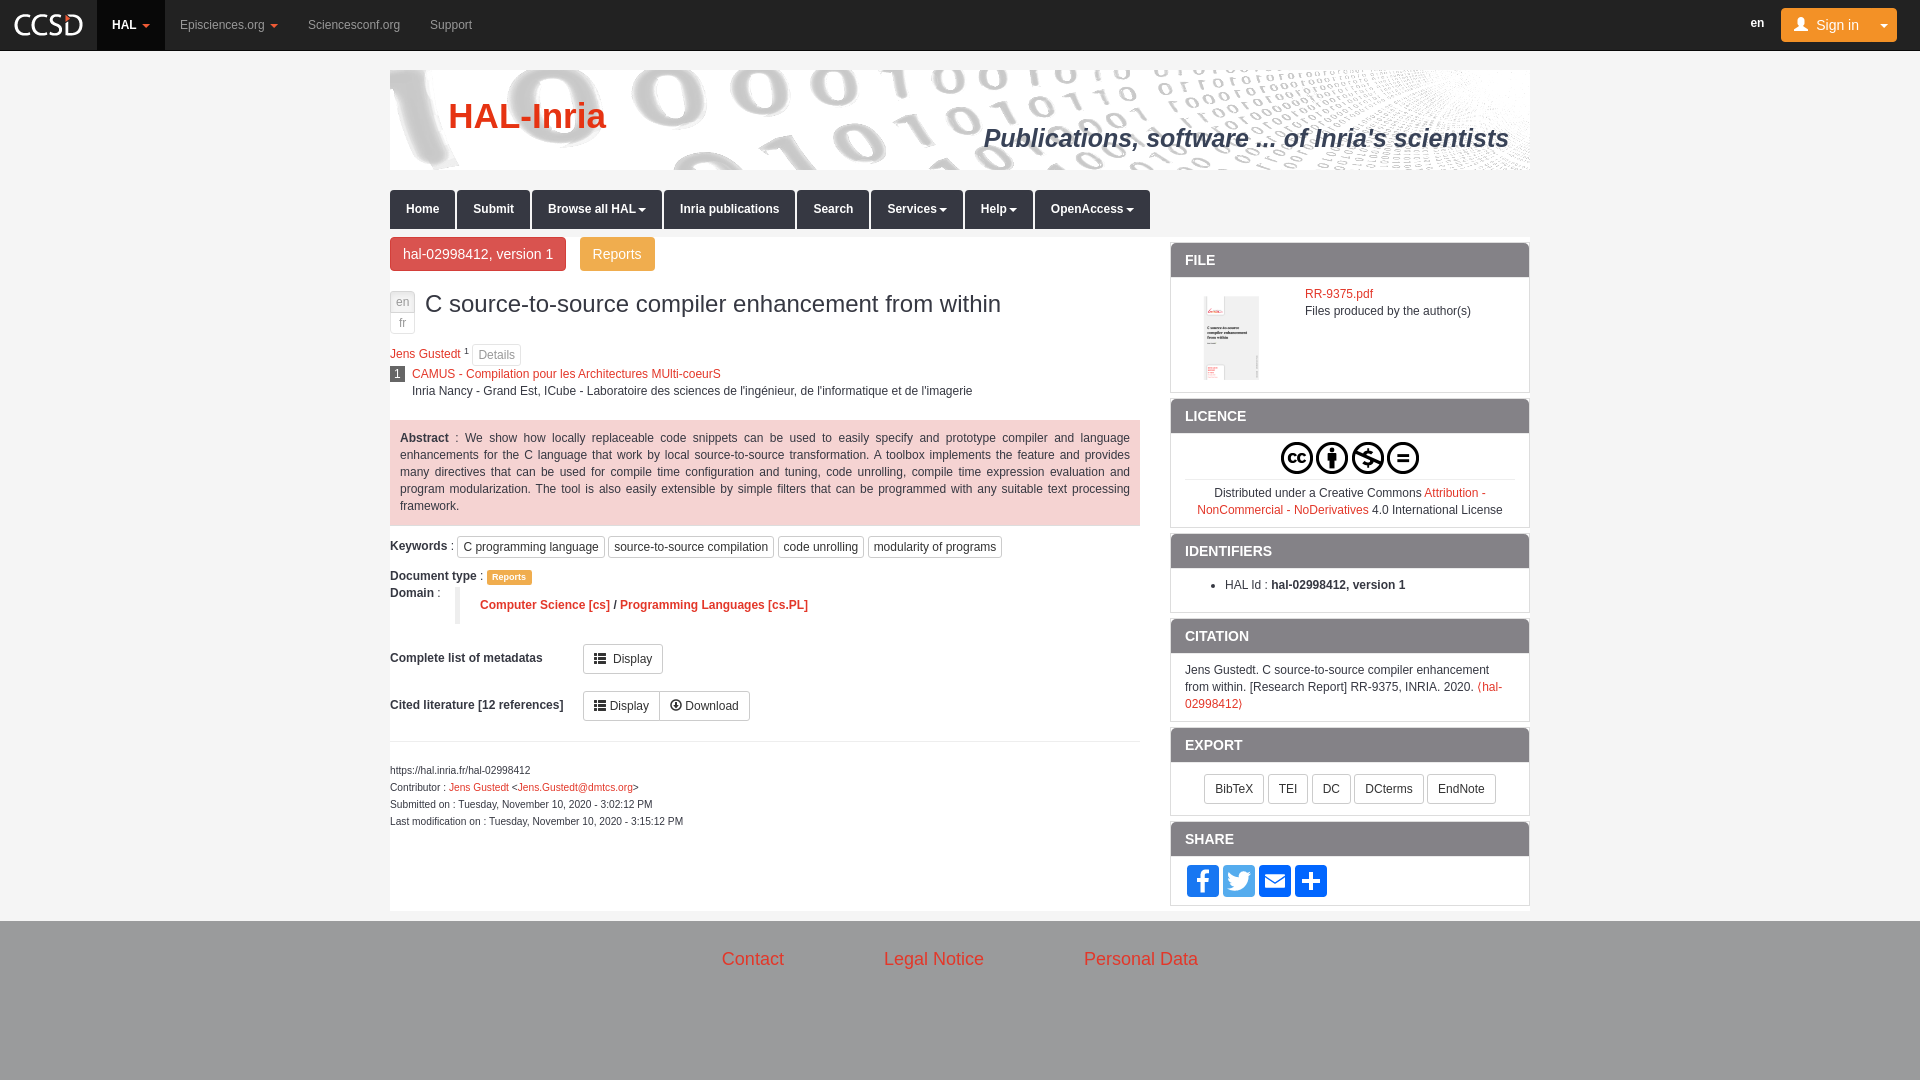 CCSD HAL Episciences.org Sciencesconf.org Support en Sign in
HAL-Inria
Publications, software ... of Inria's scientists
Home Submit Browse all HAL Inria publications Search Services Help OpenAccess
hal-02998412, version 1 Reports
en C source-to-source compiler enhancement from within
fr
Jens Gustedt 1 Details
1 CAMUS - Compilation pour les Architectures MUlti-coeurS
Inria Nancy - Grand Est, ICube - Laboratoire des sciences de l'ingénieur, de l'informatique et de l'imagerie
Abstract : We show how locally replaceable code snippets can be used to easily specify and prototype compiler and language
enhancements for the C language that work by local source-to-source transformation. A toolbox implements the feature and provides
many directives that can be used for compile time configuration and tuning, code unrolling, compile time expression evaluation and
program modularization. The tool is also easily extensible by simple filters that can be programmed with any suitable text processing
framework.
Keywords : C programming language source-to-source compilation code unrolling modularity of programs
Document type : Reports
Domain :
Computer Science [cs] / Programming Languages [cs.PL]
Complete list of metadatas Display
Cited literature [12 references] Display Download
https://hal.inria.fr/hal-02998412
Contributor : Jens Gustedt <Jens.Gustedt@dmtcs.org>
Submitted on : Tuesday, November 10, 2020 - 3:02:12 PM
Last modification on : Tuesday, November 10, 2020 - 3:15:12 PM
FILE
RR-9375.pdf
Files produced by the author(s)
C source-to-source
compiler enhancement
from within
LICENCE
cc $ =
Distributed under a Creative Commons Attribution -
NonCommercial - NoDerivatives 4.0 International License
IDENTIFIERS
HAL Id : hal-02998412, version 1
CITATION
Jens Gustedt. C source-to-source compiler enhancement
from within. [Research Report] RR-9375, INRIA. 2020. ⟨hal-
02998412⟩
EXPORT
BibTeX TEI DC DCterms EndNote
SHARE
Contact Legal Notice Personal Data